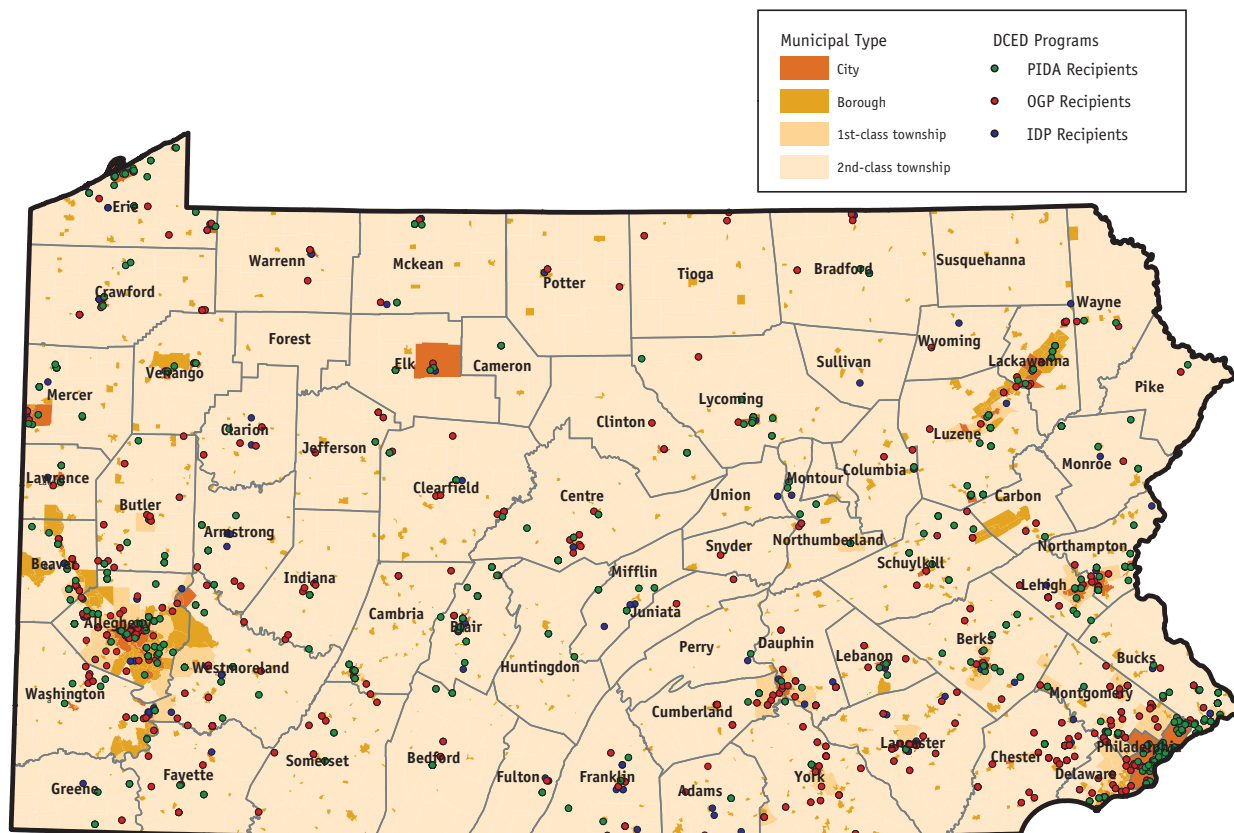 Municipal Type
DCED Programs
City
PIDA Recipients
Borough
OGP Recipients
1st-class township
IDP Recipients
2nd-class township
Erie
Warrenn
Mckean
Potter
Tioga
Bradford
Susquehanna
Crawford
Wayne
Forest
Wyoming
Venango
Elk
Cameron
Sullivan
Lackawanna
Mercer
Pike
Lycoming
Clinton
Clarion
Jefferson
Luzene
Lawrence
Clearfield
Centre
Union
Montour
Columbia
Monroe
Butler
Carbon
Armstrong
Snyder
Northumberland
Northampton
Beaver
Schuylkill
Indiana
Mifflin
Lehigh
Cambria
Juniata
Allegheny
Blair
Perry
Dauphin
Berks
Lebanon
Bucks
Westmoreland
Huntingdon
Washington
Montgomery
Cumberland
Lancaster
Philadelphia
Somerset
Bedford
Chester
Fayette
Fulton
Franklin
York
Delaware
Greene
Adams